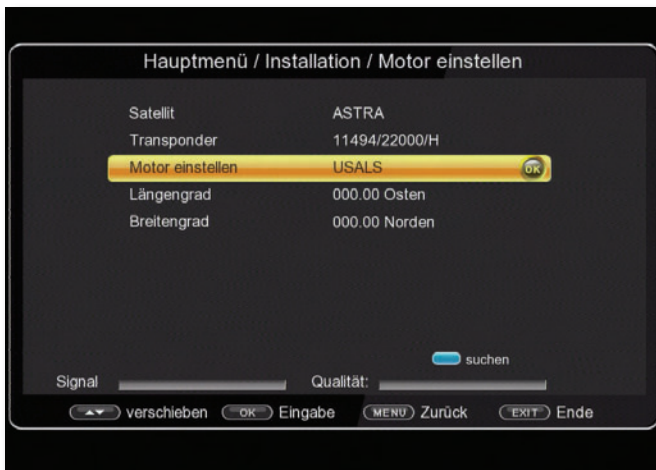 Hauptmenü / Installation / Motor einstellen
Satellit ASTRA
Transponder 11494/22000/H
Motor einstellen USALS OK
Längengrad 000.00 Osten
Breitengrad 000.00 Norden
suchen
Signal Qualität:
verschieben OK Eingabe MENU Zurück EXIT Ende